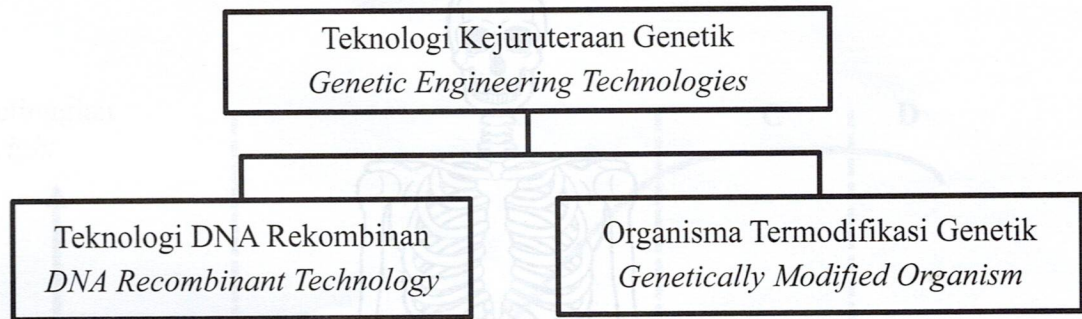 Teknologi Kejuruteraan Genetik
Genetic Engineering Technologies
Teknologi DNA Rekombinan
DNA Recombinant Technology
Organisma Termodifikasi Genetik
Genetically Modified Organism